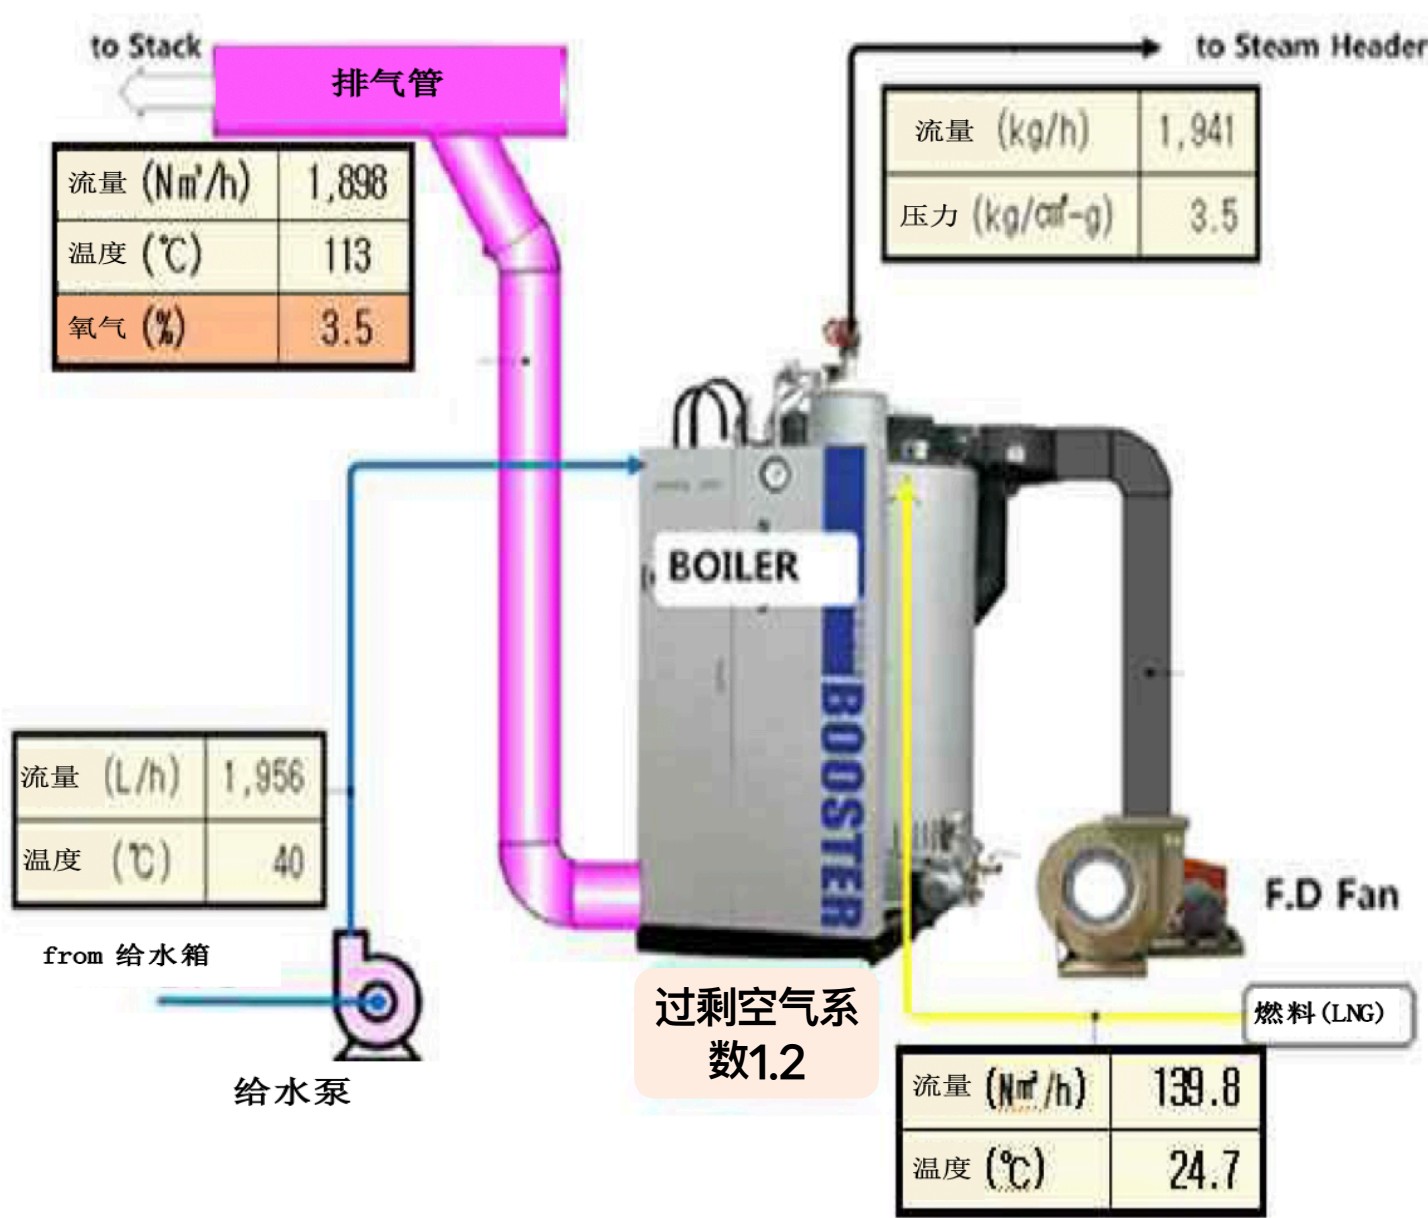 to Stack
排气管
to Steam Header
流量 (kg/h) 1,941
压力 (kg/㎠-g) 3.5
流量 (N㎥/h) 1,898
温度 (℃) 113
氧气 (%) 3.5
BOILER
BOOSTER
流量 (L/h) 1,956
温度 (℃) 40
from 给水箱
给水泵
F.D Fan
过剩空气系
数1.2
燃料(LNG)
流量 (N㎥/h) 139.8
温度 (℃) 24.7